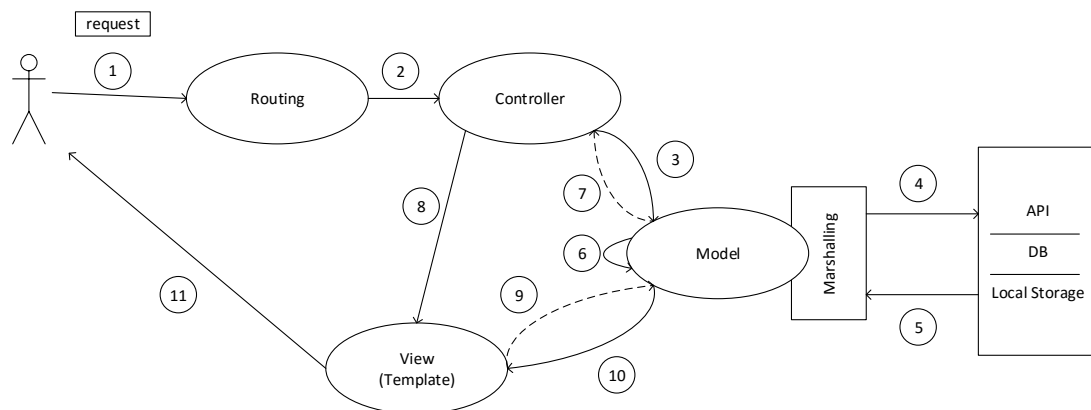 request
1
2
Routing
Controller
3
4
7
8
API
6
Model
Marshalling
DB
11
9
Local Storage
5
View
(Template)
10